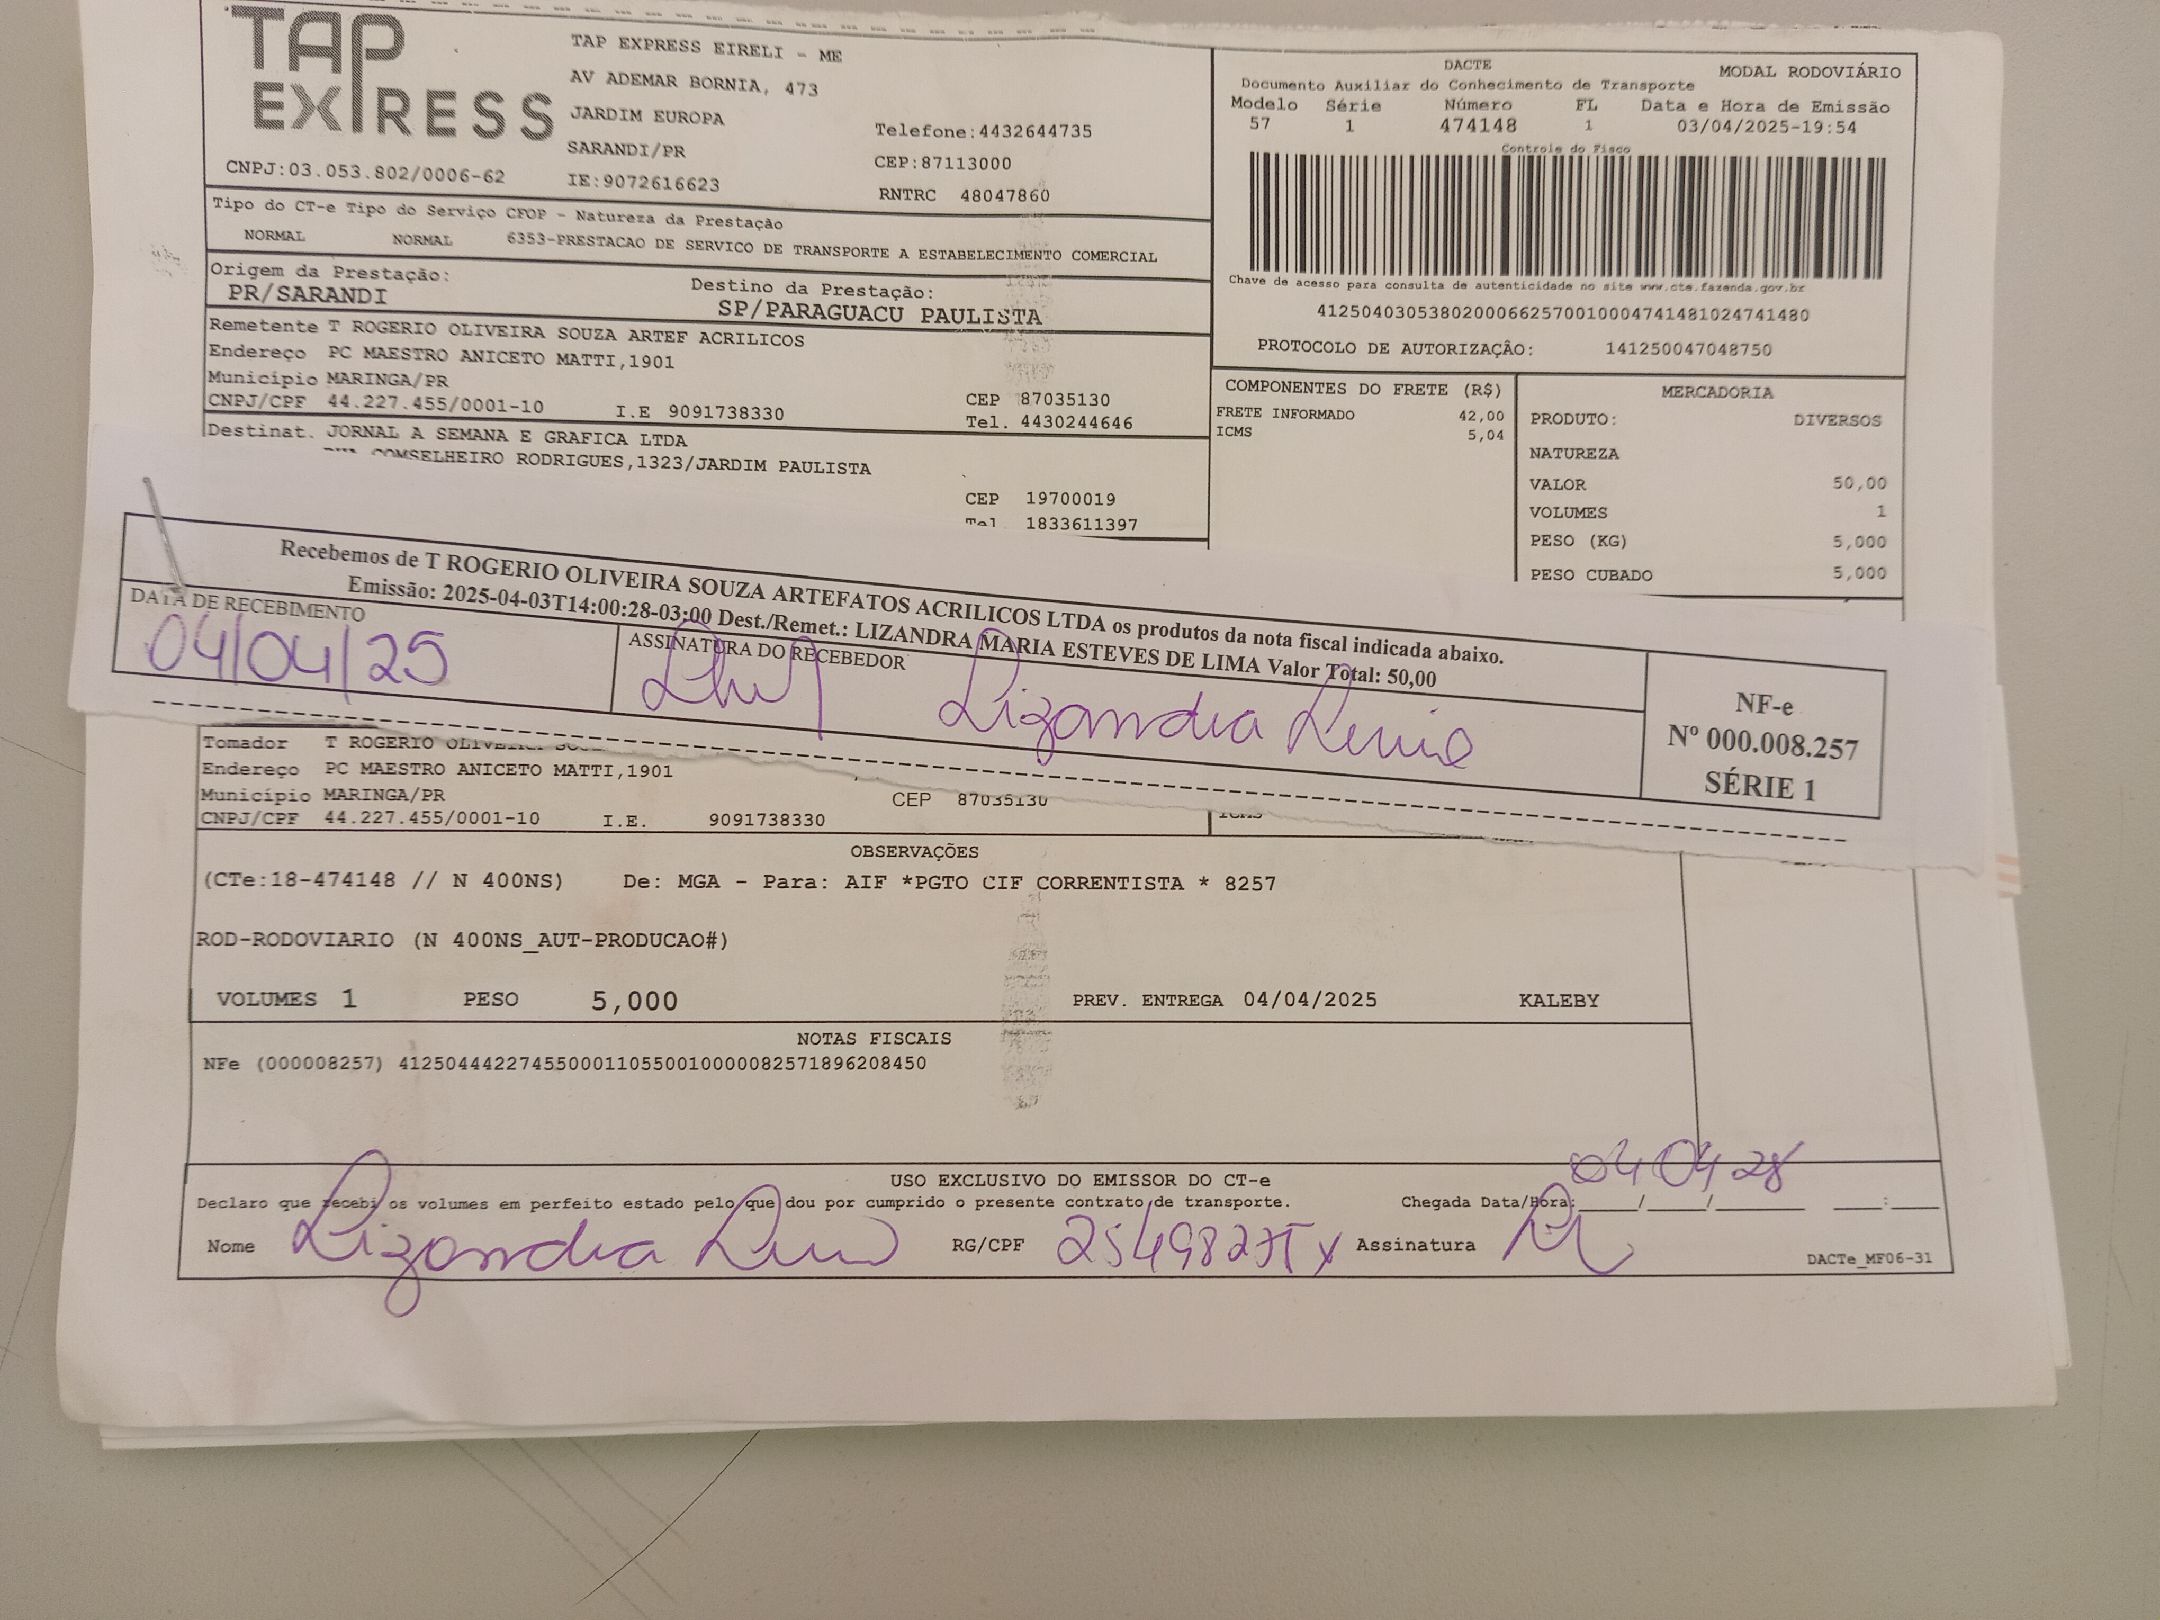 TAP EXPRESS
TAP EXPRESS EIRELI - ME
AV ADEMAR BORNIA, 473
JARDIM EUROPA
SARANDI/PR
Telefone:4432644735
CEP:87113000
CNPJ:03.053.802/0006-62
IE:9072616623
RNTRC 48047860
DACTE
MODAL RODOVIÁRIO
Documento Auxiliar do Conhecimento de Transporte
Modelo Série Número FL Data e Hora de Emissão
57 1 474148 1 03/04/2025-19:54
Controle do Fisco
Chave de acesso para consulta de autenticidade no site www.cte.fazenda.gov.br
41250403053802000662570010004741481024741480
PROTOCOLO DE AUTORIZAÇÂO: 141250047048750
Tipo do CT-e Tipo do Serviço CFOP - Natureza da Prestação
NORMAL NORMAL 6353-PRESTACAO DE SERVICO DE TRANSPORTE A ESTABELECIMENTO COMERCIAL
Origem da Prestação: Destino da Prestação:
PR/SARANDI SP/PARAGUACU PAULISTA
Remetente T ROGERIO OLIVEIRA SOUZA ARTEF ACRILICOS
Endereço PC MAESTRO ANICETO MATTI,1901
Município MARINGA/PR CEP 87035130
CNPJ/CPF 44.227.455/0001-10 I.E 9091738330 Tel. 4430244646
Destinat. JORNAL A SEMANA E GRAFICA LTDA
CONSELHEIRO RODRIGUES,1323/JARDIM PAULISTA
CEP 19700019
Tel 1833611397
COMPONENTES DO FRETE (R$)
FRETE INFORMADO 42,00
ICMS 5,04
MERCADORIA
PRODUTO: DIVERSOS
NATUREZA
VALOR 50,00
VOLUMES 1
PESO (KG) 5,000
PESO CUBADO 5,000
Recebemos de T ROGERIO OLIVEIRA SOUZA ARTEFATOS ACRILICOS LTDA os produtos da nota fiscal indicada abaixo.
Emissão: 2025-04-03T14:00:28-03:00 Dest./Remet.: LIZANDRA MARIA ESTEVES DE LIMA Valor Total: 50,00
DATA DE RECEBIMENTO
04/04/25
ASSINATURA DO RECEBEDOR
Lizandra
NF-e
Nº 000.008.257
SÉRIE 1
Tomador T ROGERIO OLIVEIRA
Endereço PC MAESTRO ANICETO MATTI,1901
Município MARINGA/PR CEP 87035130
CNPJ/CPF 44.227.455/0001-10 I.E. 9091738330
ICMS
OBSERVAÇÕES
(CTe:18-474148 // N 400NS) De: MGA - Para: AIF *PGTO CIF CORRENTISTA * 8257
ROD-RODOVIARIO (N 400NS_AUT-PRODUCAO#)
VOLUMES 1 PESO 5,000 PREV. ENTREGA 04/04/2025 KALEBY
NOTAS FISCAIS
NFe (000008257) 41250444227455000110550010000082571896208450
USO EXCLUSIVO DO EMISSOR DO CT-e
Declaro que recebi os volumes em perfeito estado pelo que dou por cumprido o presente contrato de transporte.
Chegada Data/Hora: ____/____/______ ___:___
Nome Lizandra RG/CPF Assinatura
DACTe_MF06-31